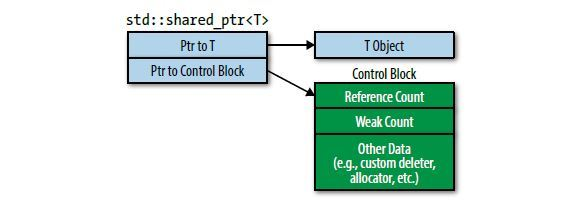 std::shared_ptr<T>
Ptr to T
T Object
Ptr to Control Block
Control Block
Reference Count
Weak Count
Other Data
(e.g., custom deleter,
allocator, etc.)